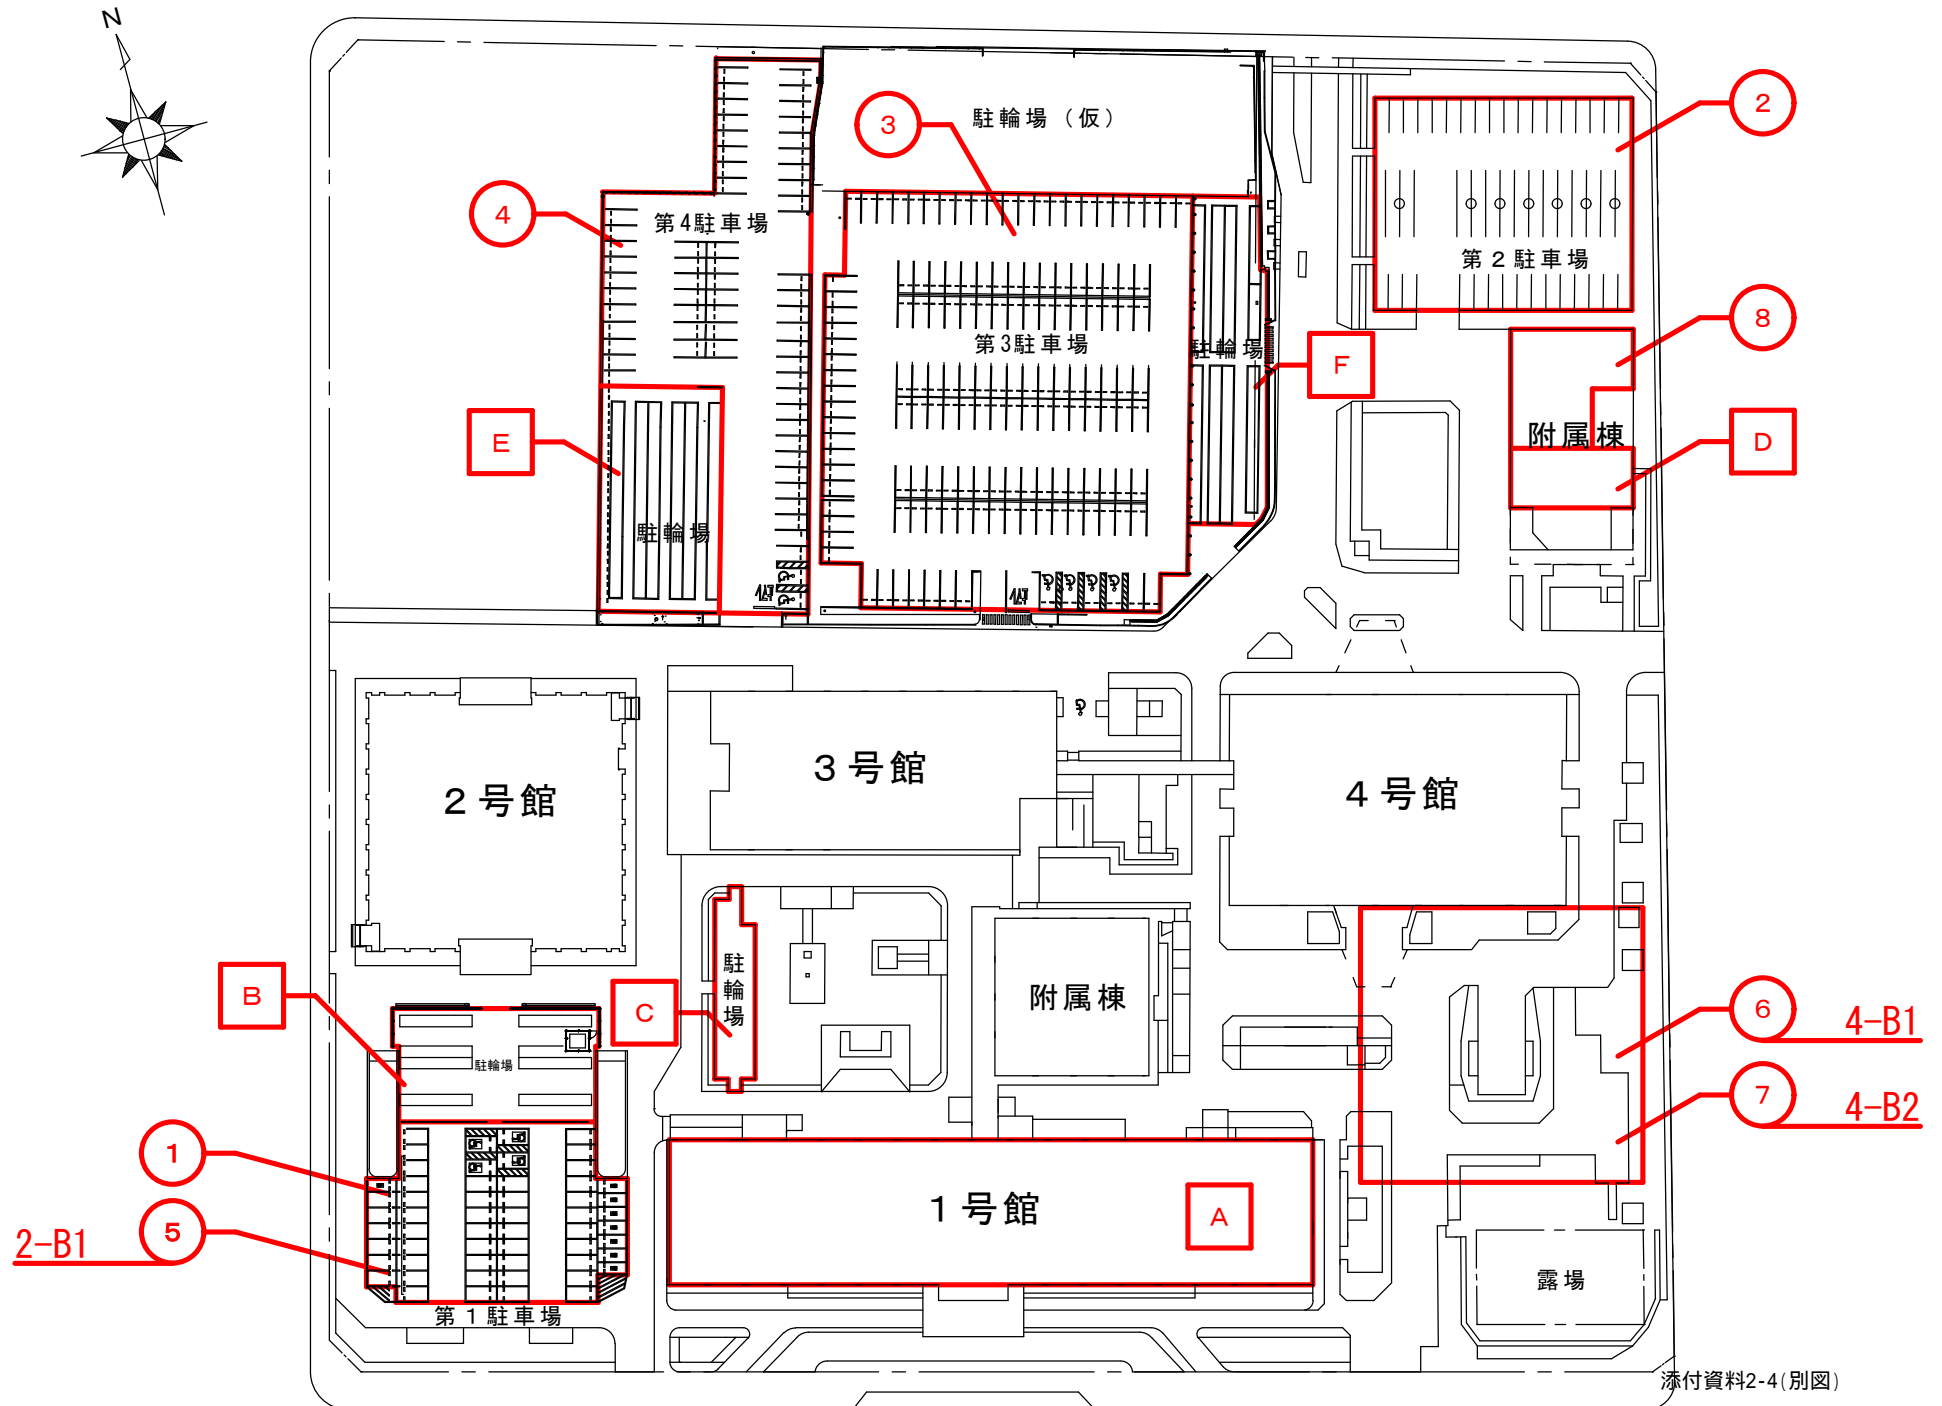 N
駐輪場（仮）
3
2
4
第4駐車場
第２駐車場
8
第3駐車場
駐輪場
F
E
附属棟
D
駐輪場
３号館
２号館
４号館
B
C
駐輪場
附属棟
6
4-B1
駐輪場
7
4-B2
1
１号館
A
5
2-B1
露場
第１駐車場
添付資料2-4(別図)